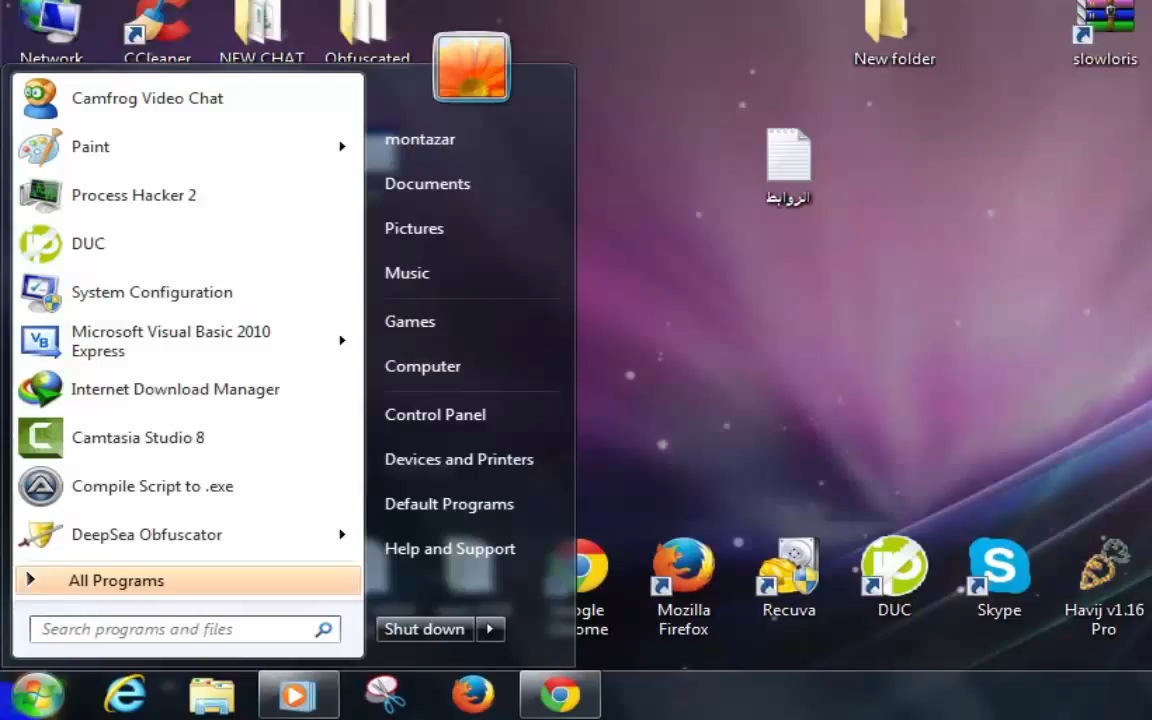 Network
CCleaner
NEW CHAT
Obfuscated
New folder
slowloris
Camfrog Video Chat
Paint
Process Hacker 2
DUC
System Configuration
Microsoft Visual Basic 2010
Express
Internet Download Manager
Camtasia Studio 8
Compile Script to .exe
DeepSea Obfuscator
All Programs
Search programs and files
montazar
Documents
Pictures
Music
Games
Computer
Control Panel
Devices and Printers
Default Programs
Help and Support
Shut down
الروابط
ogle
ome
Mozilla
Firefox
Recuva
DUC
Skype
Havij v1.16
Pro